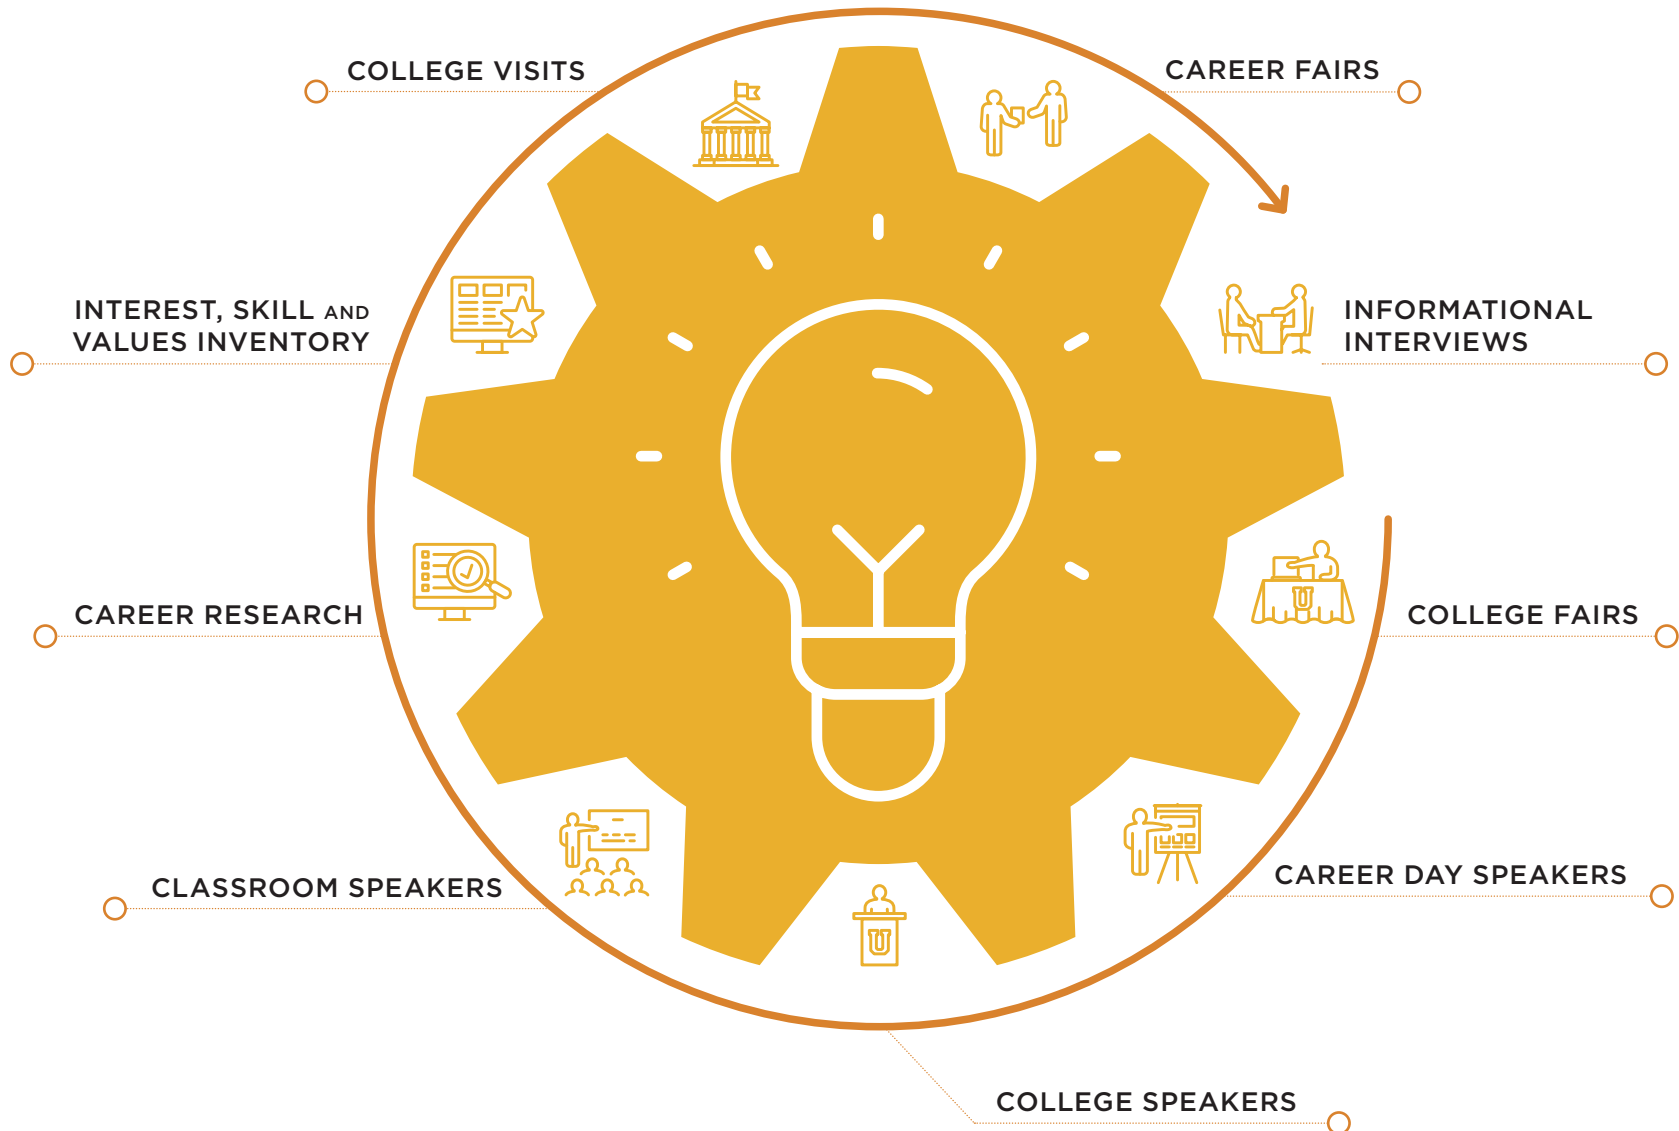 COLLEGE VISITS
CAREER FAIRS
INTEREST, SKILL AND
VALUES INVENTORY
INFORMATIONAL
INTERVIEWS
CAREER RESEARCH
COLLEGE FAIRS
CLASSROOM SPEAKERS
CAREER DAY SPEAKERS
COLLEGE SPEAKERS
U
U